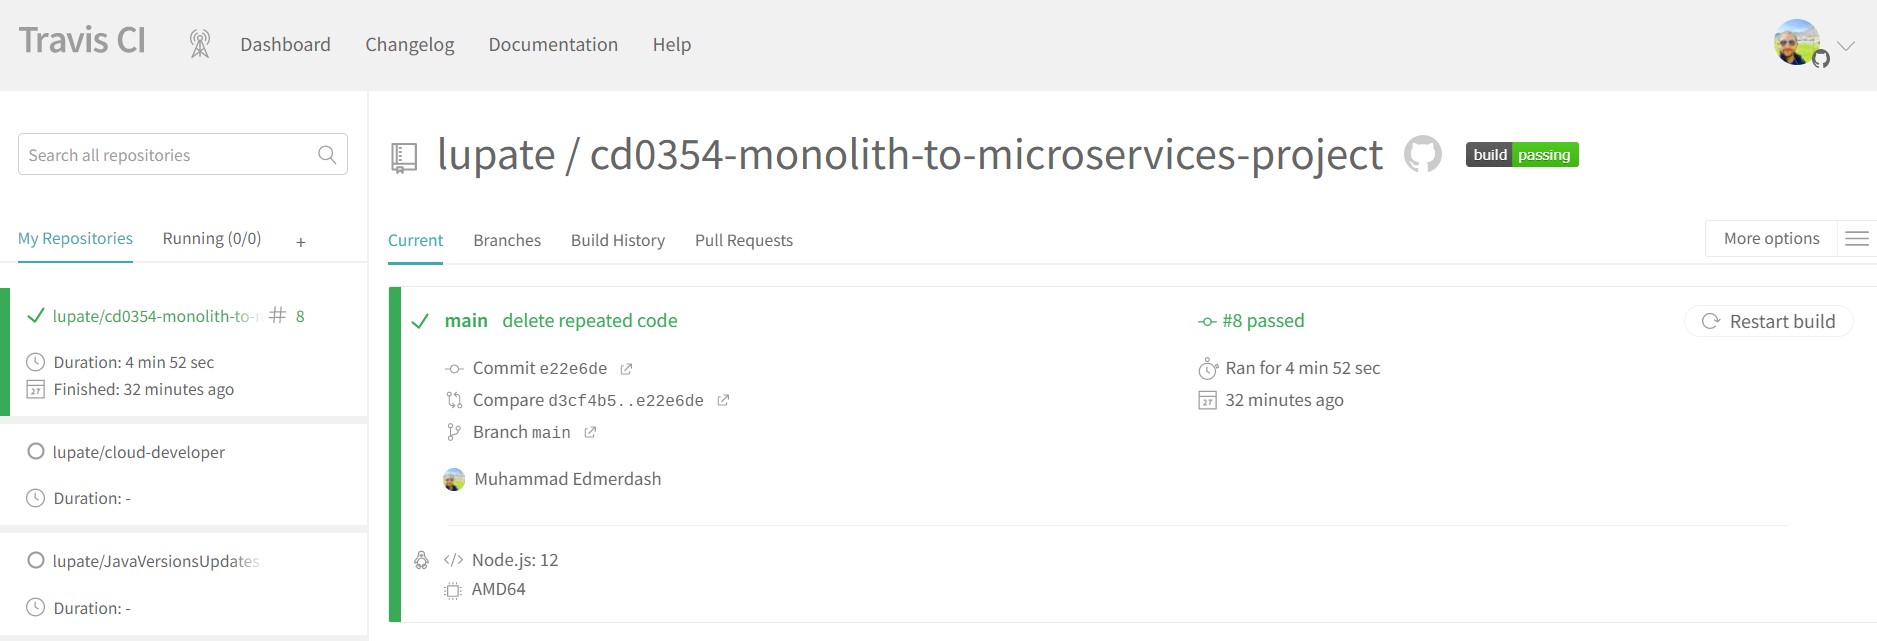 Travis CI
Dashboard
Changelog
Documentation
Help
Search all repositories
My Repositories
Running (0/0)
+
lupate/cd0354-monolith-to- # 8
Duration: 4 min 52 sec
27 Finished: 32 minutes ago
lupate/cloud-developer
Duration: -
lupate/JavaVersionsUpdates
Duration: -
lupate / cd0354-monolith-to-microservices-project
build passing
Current
Branches
Build History
Pull Requests
More options
main delete repeated code
Commit e22e6de
Compare d3cf4b5..e22e6de
Branch main
Muhammad Edmerdash
#8 passed
Ran for 4 min 52 sec
27 32 minutes ago
Restart build
</> Node.js: 12
AMD64